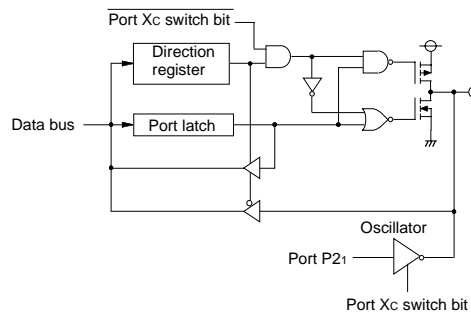 Port XC switch bit
Direction
register
Data bus
Port latch
Oscillator
Port P21
Port XC switch bit